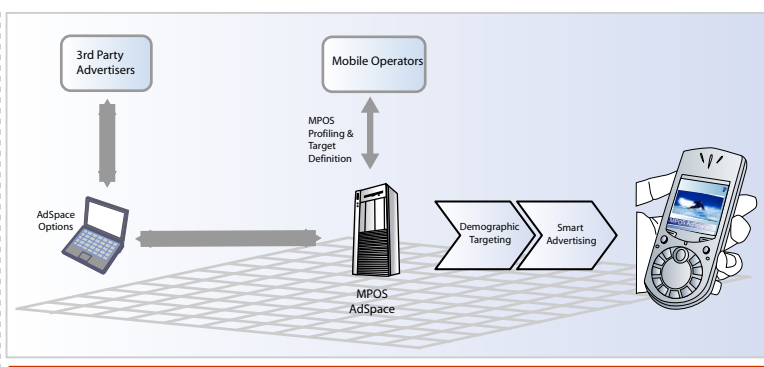 3rd Party
Advertisers
Mobile Operators
MPOS
Profiling &
Target
Definition
AdSpace
Options
Demographic
Targeting
Smart
Advertising
MPOS
AdSpace